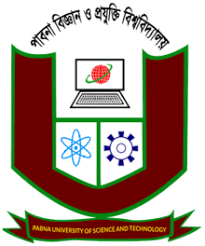 পাবনা বিজ্ঞান ও প্রযুক্তি বিশ্ববিদ্যালয়
PABNA UNIVERSITY OF SCIENCE AND TECHNOLOGY